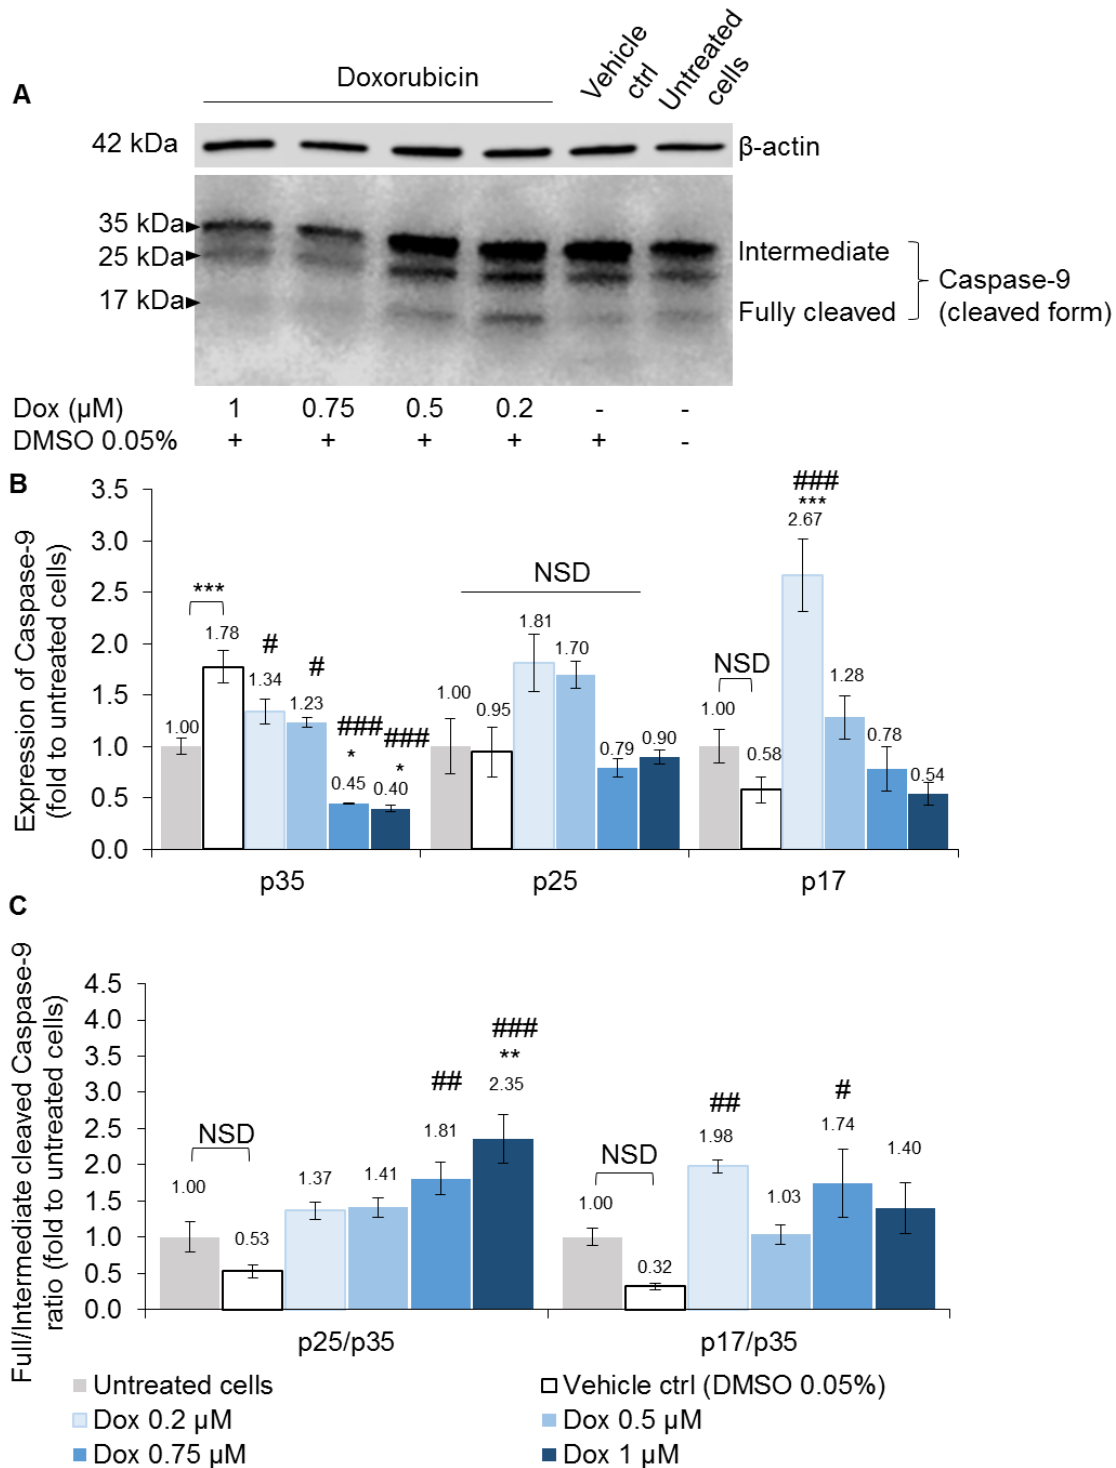 A
Doxorubicin
Vehicle
ctrl
Untreated
cells
42 kDa
β-actin
35 kDa
25 kDa
17 kDa
Intermediate
Fully cleaved
Caspase-9
(cleaved form)
Dox (µM) 1 0.75 0.5 0.2 - -
DMSO 0.05% + + + + + -
B
Expression of Caspase-9
(fold to untreated cells)
3.5
3.0
2.5
2.0
1.5
1.0
0.5
0.0
1.00
***
1.78
#
1.34
#
1.23
###
*
0.45
###
*
0.40
NSD
1.00
0.95
1.81
1.70
0.79
0.90
NSD
1.00
0.58
###
***
2.67
1.28
0.78
0.54
p35 p25 p17
C
Full/Intermediate cleaved Caspase-9
ratio (fold to untreated cells)
4.5
4.0
3.5
3.0
2.5
2.0
1.5
1.0
0.5
0.0
NSD
1.00
0.53
1.37
1.41
##
1.81
###
**
2.35
NSD
1.00
0.32
##
1.98
1.03
#
1.74
1.40
p25/p35 p17/p35
Untreated cells
Vehicle ctrl (DMSO 0.05%)
Dox 0.2 µM
Dox 0.5 µM
Dox 0.75 µM
Dox 1 µM